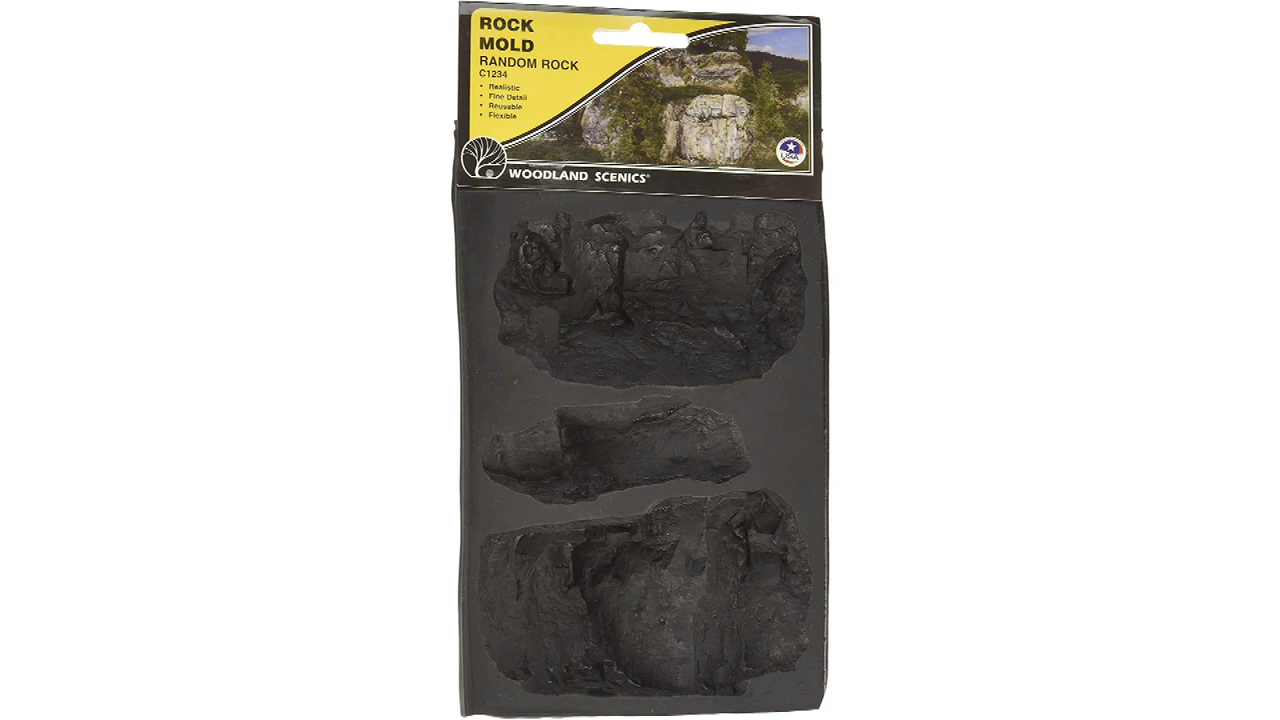 ROCK
MOLD
RANDOM ROCK
C1234
• Realistic
• Fine Detail
• Reusable
• Flexible
USA
WOODLAND SCENICS®